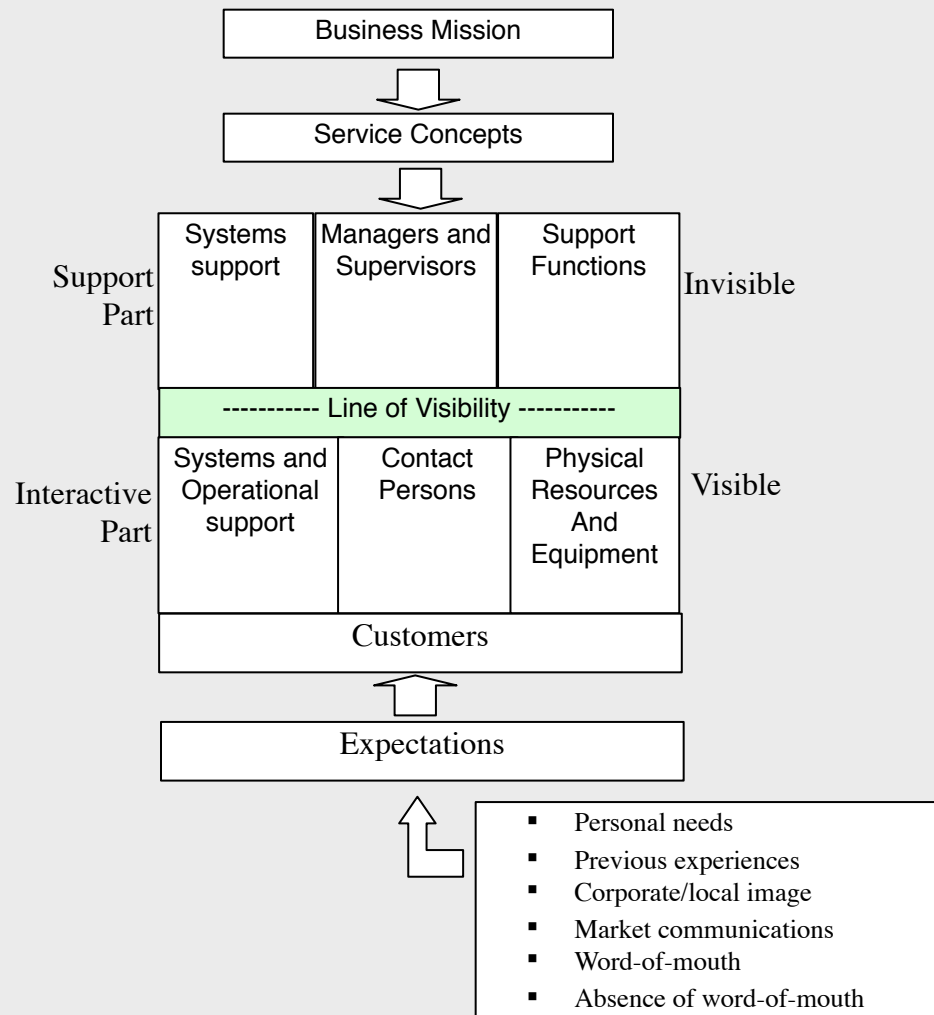 Business Mission
Service Concepts
Support
Part
Systems
support
Managers and
Supervisors
Support
Functions
Invisible
----------- Line of Visibility -----------
Interactive
Part
Systems and
Operational
support
Contact
Persons
Physical
Resources
And
Equipment
Visible
Customers
Expectations
▪ Personal needs
▪ Previous experiences
▪ Corporate/local image
▪ Market communications
▪ Word-of-mouth
▪ Absence of word-of-mouth